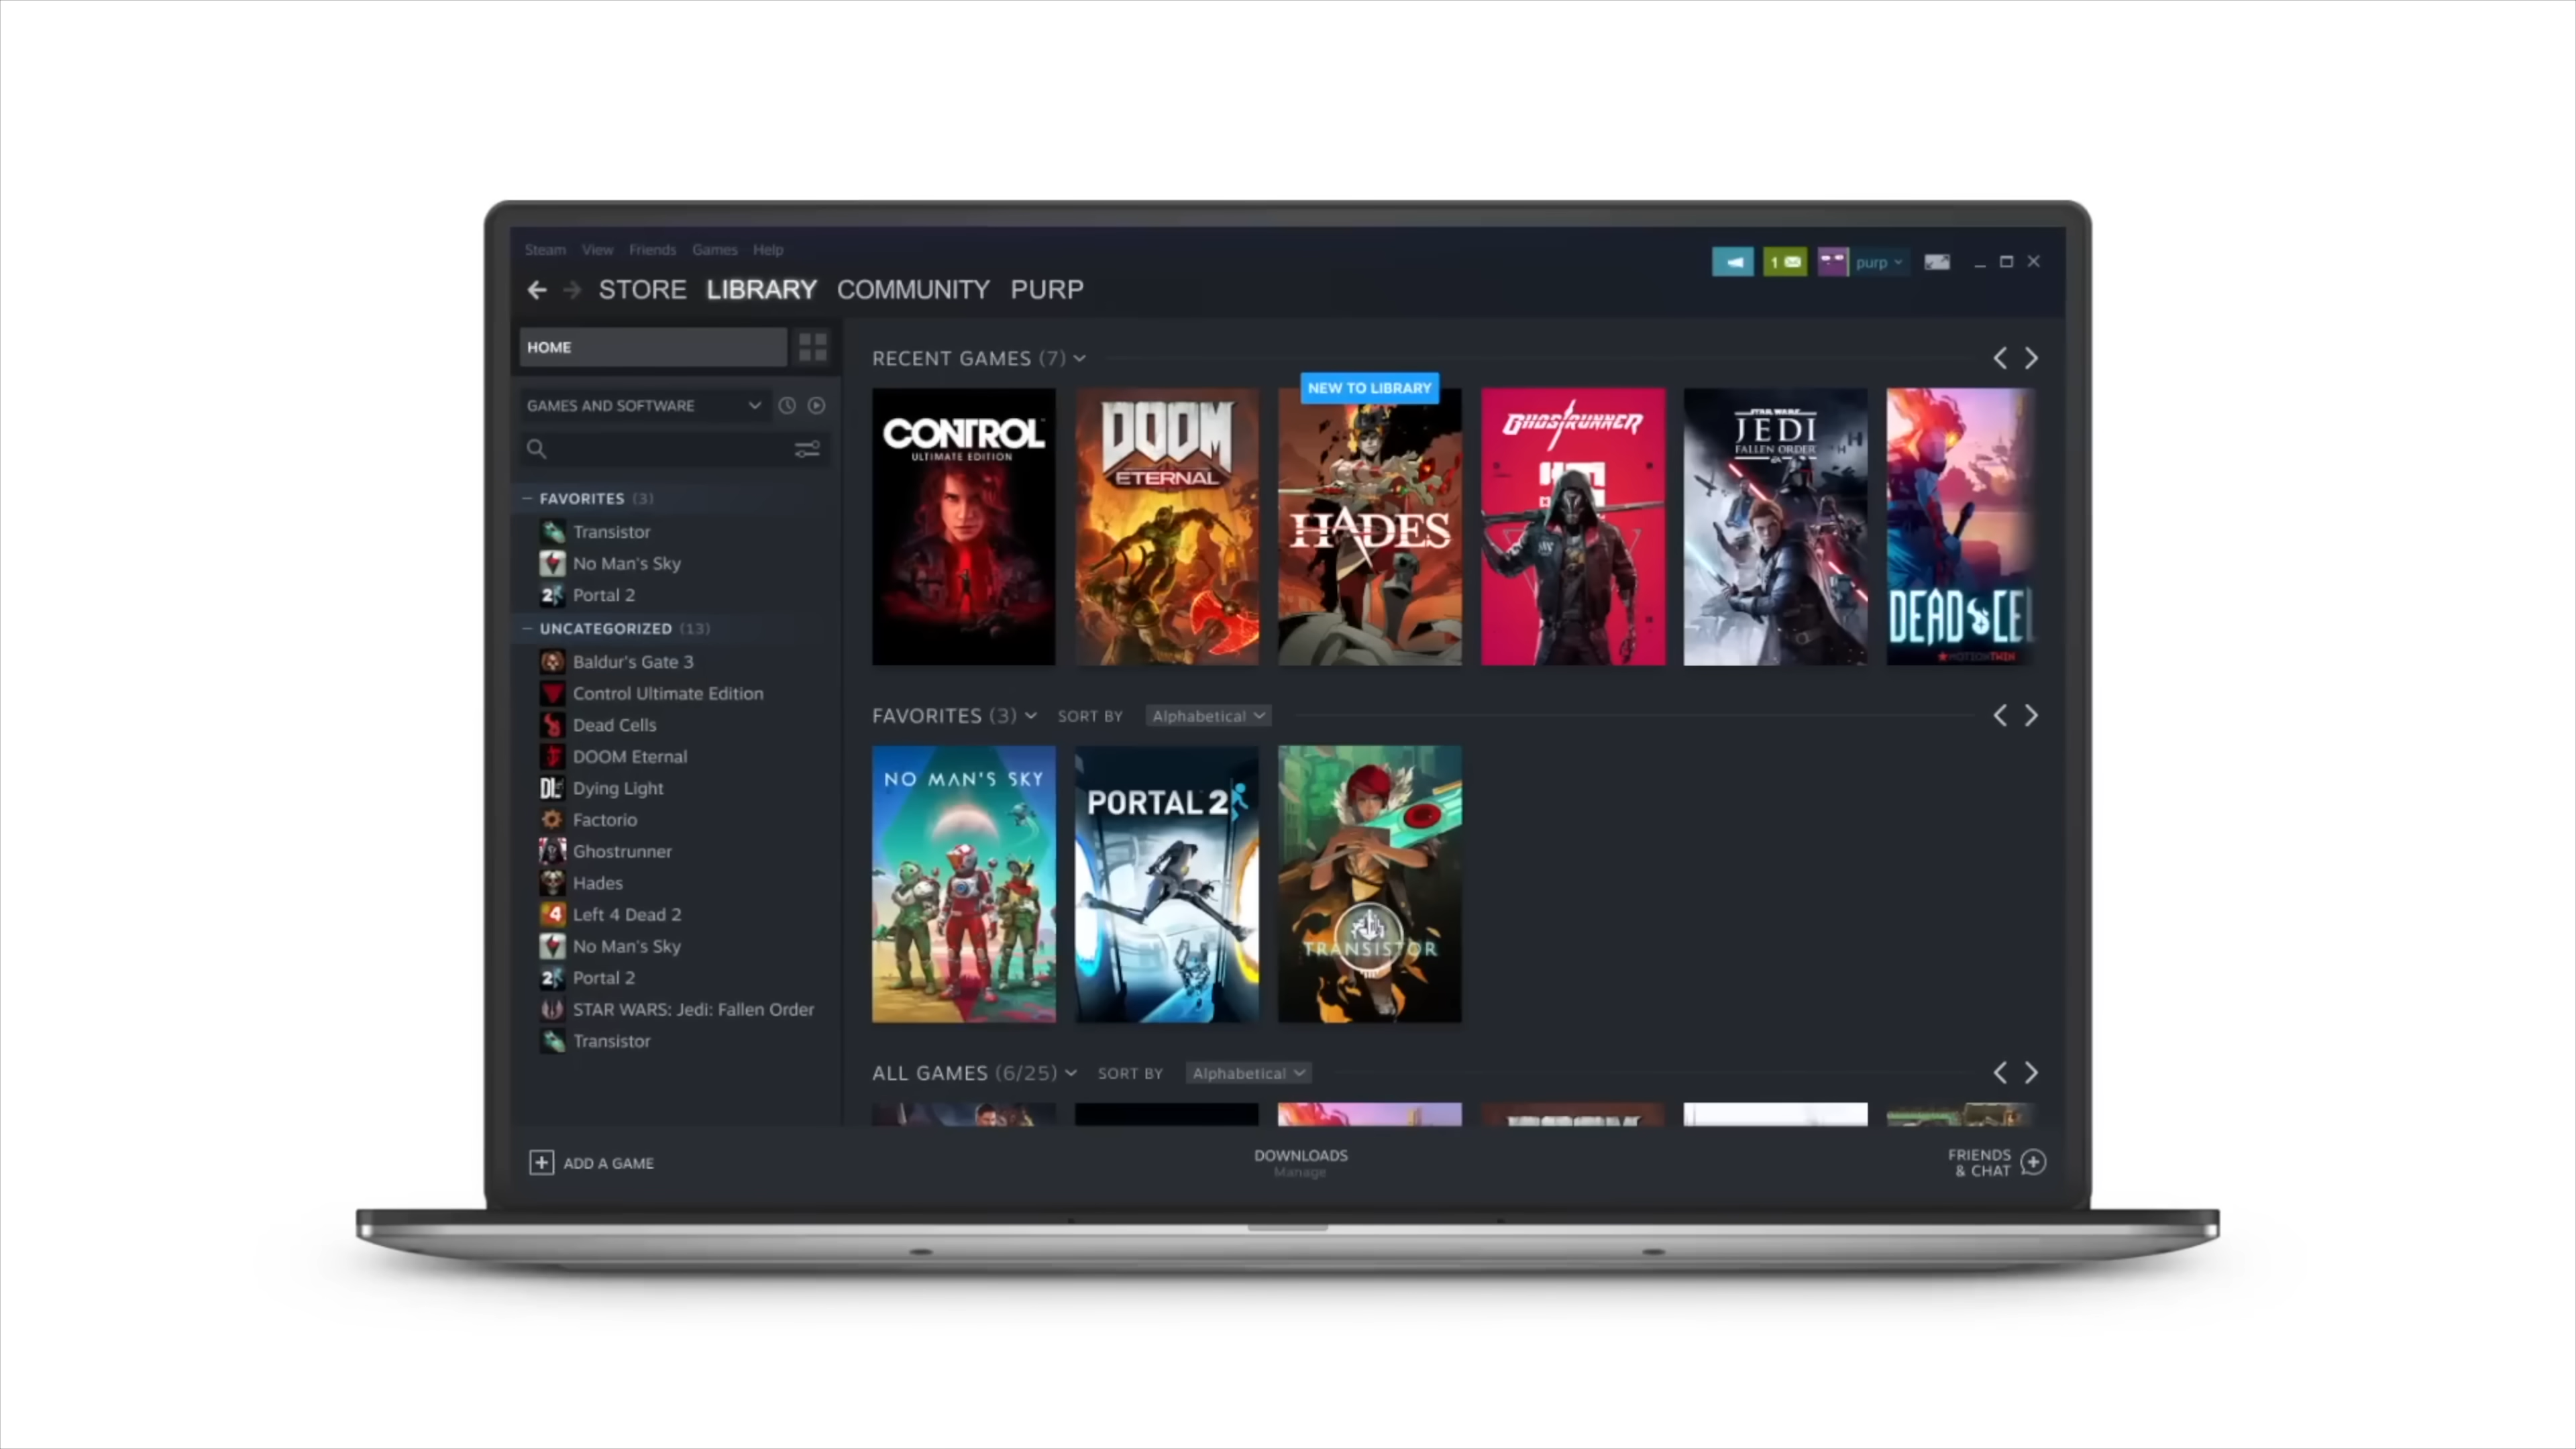 Steam View Friends Games Help
1
purp
STORE LIBRARY COMMUNITY PURP
HOME
GAMES AND SOFTWARE
FAVORITES (3)
Transistor
No Man's Sky
Portal 2
UNCATEGORIZED (13)
Baldur's Gate 3
Control Ultimate Edition
Dead Cells
DOOM Eternal
Dying Light
Factorio
Ghostrunner
Hades
Left 4 Dead 2
No Man's Sky
Portal 2
STAR WARS: Jedi: Fallen Order
Transistor
RECENT GAMES (7)
NEW TO LIBRARY
CONTROL
ULTIMATE EDITION
DOOM
ETERNAL
HADES
GHOSTRUNNER
STAR WARS
JEDI
FALLEN ORDER
DEAD CEL
MOTIONTWIN
FAVORITES (3) SORT BY Alphabetical
NO MAN'S SKY
PORTAL 2
TRANSISTOR
ALL GAMES (6/25) SORT BY Alphabetical
ADD A GAME
DOWNLOADS
Manage
FRIENDS
& CHAT